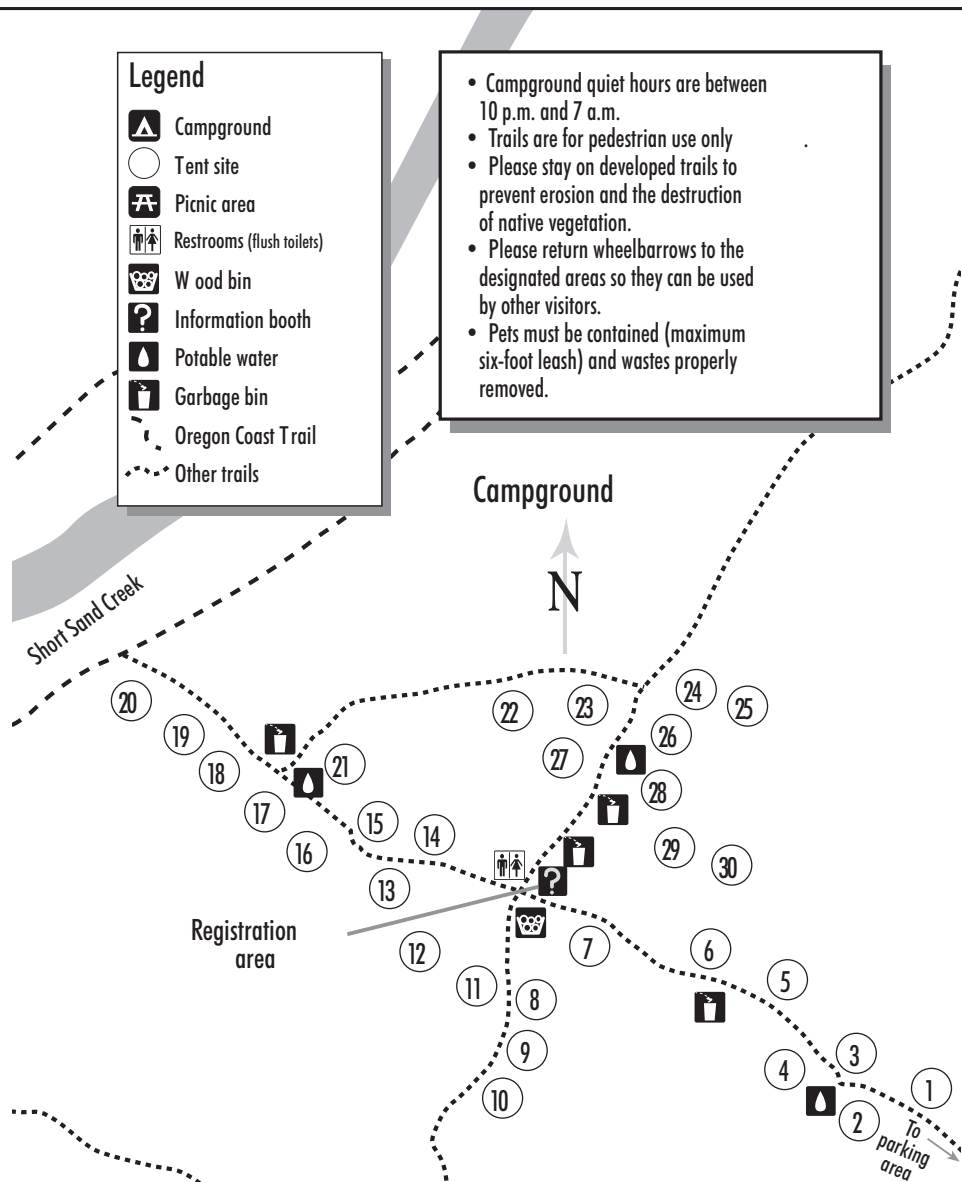 Legend
Campground
Tent site
Picnic area
Restrooms (flush toilets)
W ood bin
Information booth
Potable water
Garbage bin
Oregon Coast Trail
Other trails
• Campground quiet hours are between
10 p.m. and 7 a.m.
• Trails are for pedestrian use only .
• Please stay on developed trails to
prevent erosion and the destruction
of native vegetation.
• Please return wheelbarrows to the
designated areas so they can be used
by other visitors.
• Pets must be contained (maximum
six-foot leash) and wastes properly
removed.
Campground
N
Short Sand Creek
20
19
18
17
16
21
15
14
13
22
23
24
25
26
27
28
29
30
Registration
area
12
11
7
8
9
10
6
5
4
3
2
1
To
parking
area